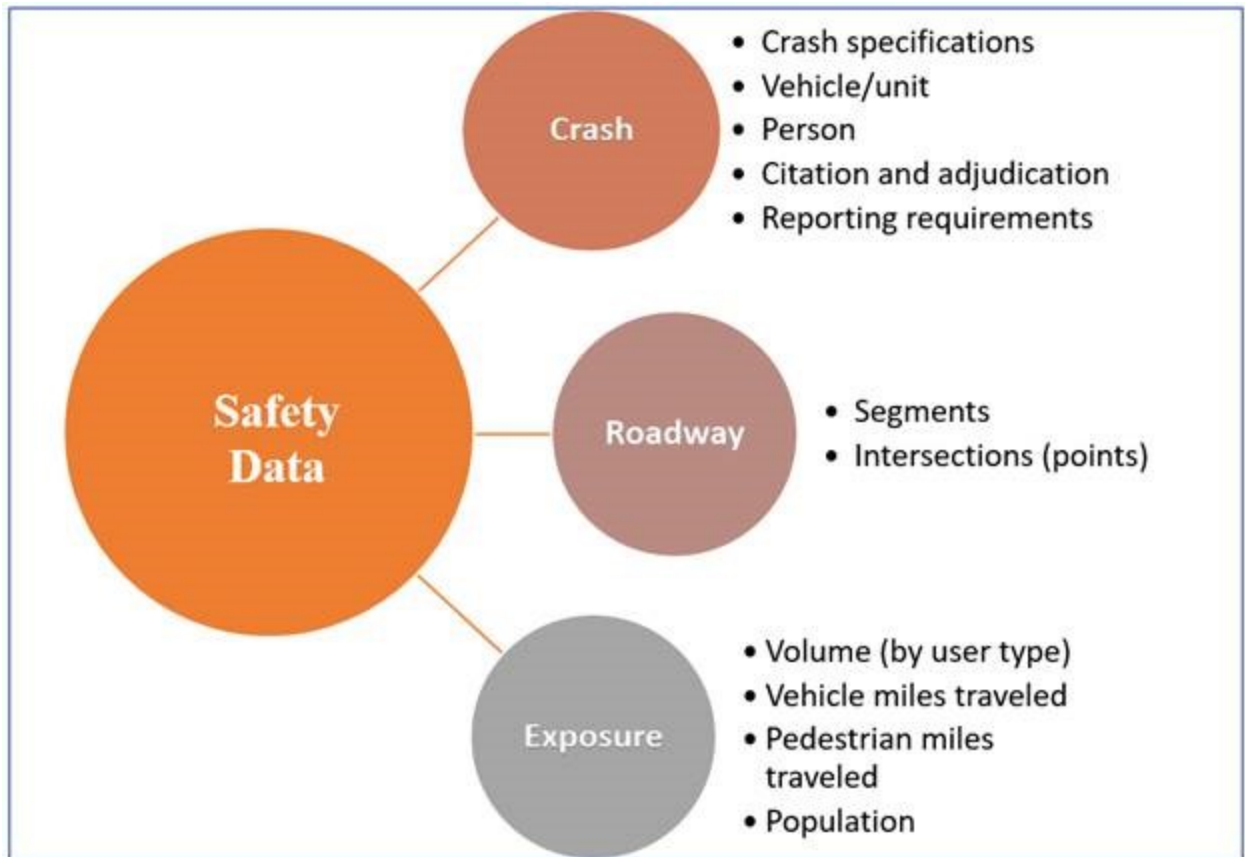 Safety
Data
Crash
• Crash specifications
• Vehicle/unit
• Person
• Citation and adjudication
• Reporting requirements
Roadway
• Segments
• Intersections (points)
Exposure
• Volume (by user type)
• Vehicle miles traveled
• Pedestrian miles
traveled
• Population